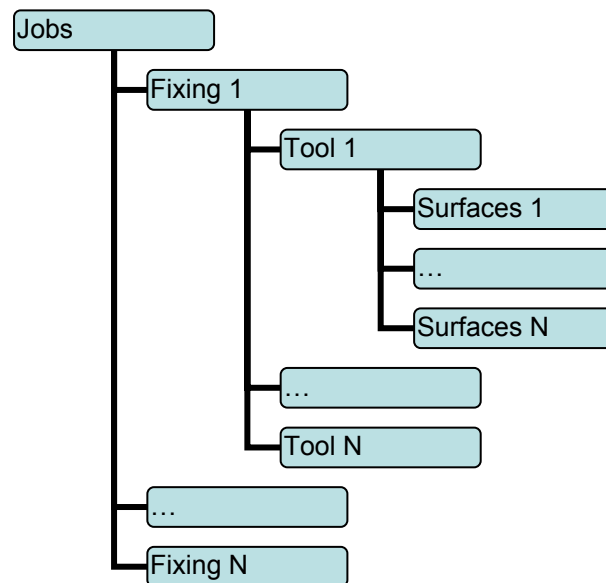 Jobs
Fixing 1
Tool 1
Surfaces 1
…
Surfaces N
…
Tool N
…
Fixing N